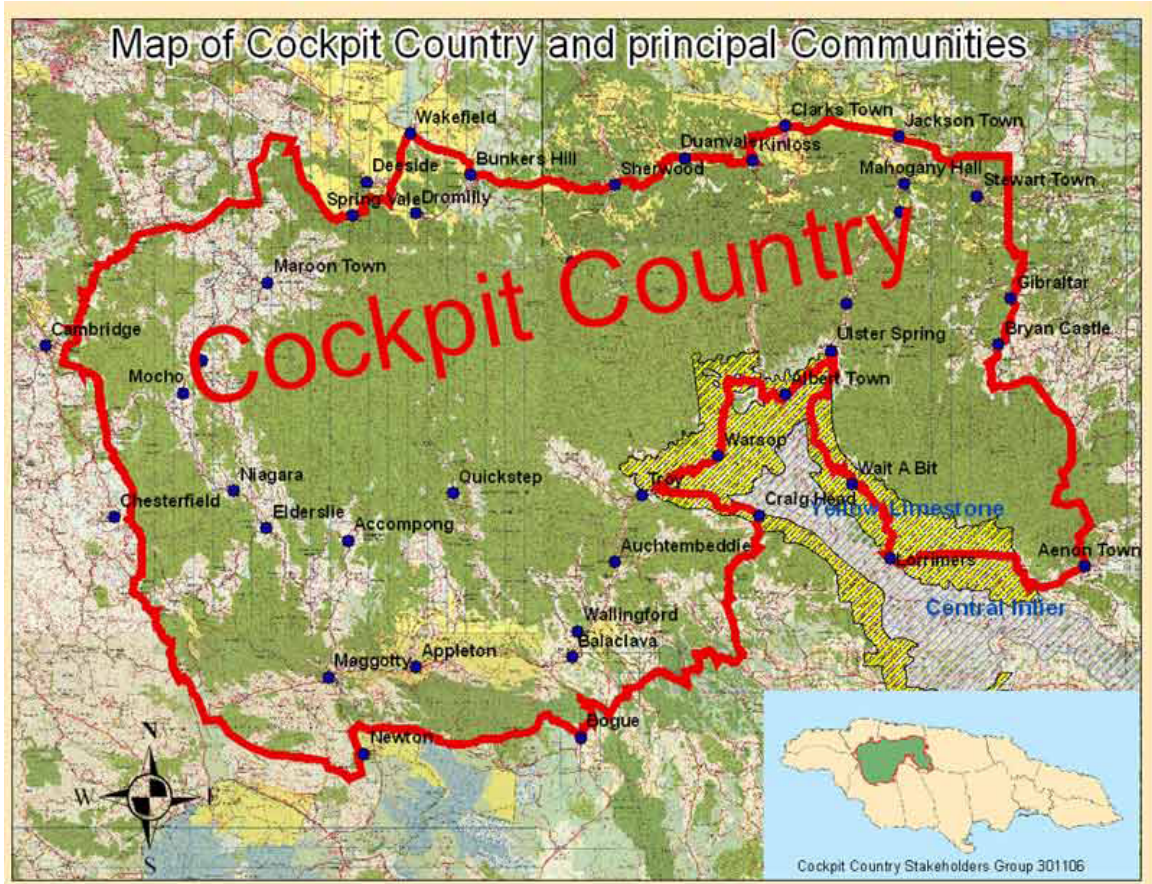 Map of Cockpit Country and principal Communities
Clarks Town
Wakefield
Jackson Town
Duanvale
Kinloss
Bunkers Hill
Deeside
Sherwood
Mahogany Hall
Stewart Town
Spring Vale
Dromilly
Cockpit Country
Maroon Town
Gibraltar
Cambridge
Bryan Castle
Ulster Spring
Mocho
Albert Town
Warsop
Wait A Bit
Niagara
Quickstep
Troy
Chesterfield
Craig Head
Yellow Limestone
Elderslie
Accompong
Auchtembeddie
Aenon Town
Lorrimers
Central Inlier
Wallingford
Balaclava
Maggotty
Appleton
Bogue
Newton
N
W
E
S
Cockpit Country Stakeholders Group 301106